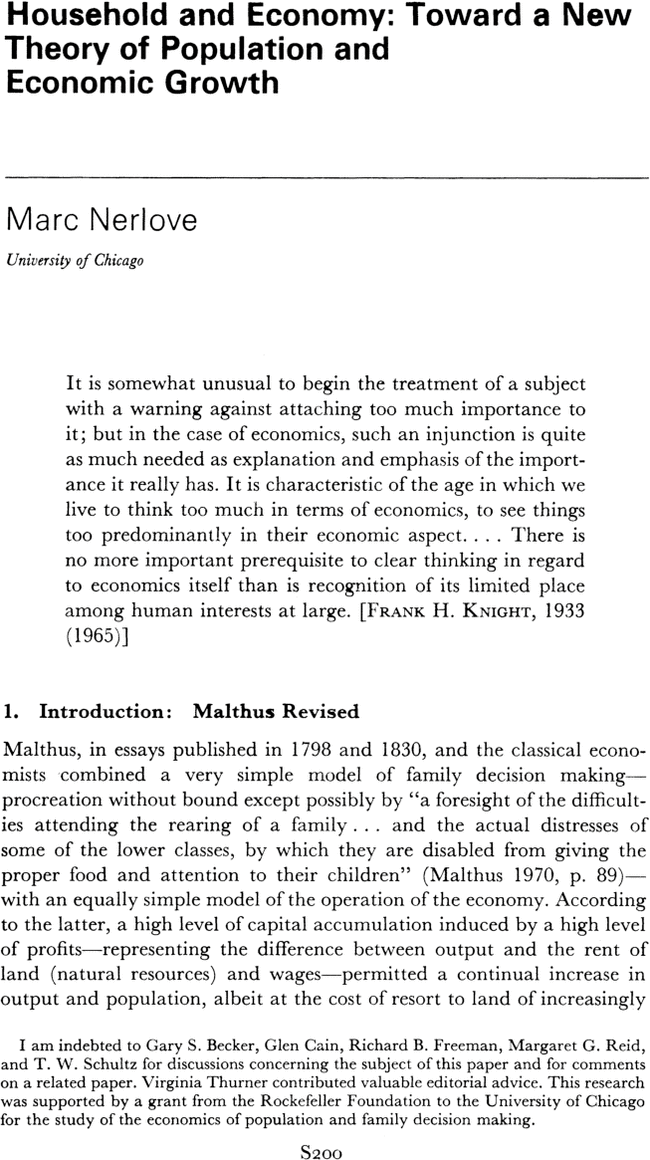 Household and Economy: Toward a New
Theory of Population and
Economic Growth
Marc Nerlove
University of Chicago
It is somewhat unusual to begin the treatment of a subject
with a warning against attaching too much importance to
it; but in the case of economics, such an injunction is quite
as much needed as explanation and emphasis of the import-
ance it really has. It is characteristic of the age in which we
live to think too much in terms of economics, to see things
too predominantly in their economic aspect. . . . There is
no more important prerequisite to clear thinking in regard
to economics itself than is recognition of its limited place
among human interests at large. [FRANK H. KNIGHT, 1933
(1965)]
1. Introduction: Malthus Revised
Malthus, in essays published in 1798 and 1830, and the classical econo-
mists combined a very simple model of family decision making—
procreation without bound except possibly by “a foresight of the difficult-
ies attending the rearing of a family . . . and the actual distresses of
some of the lower classes, by which they are disabled from giving the
proper food and attention to their children” (Malthus 1970, p. 89)—
with an equally simple model of the operation of the economy. According
to the latter, a high level of capital accumulation induced by a high level
of profits—representing the difference between output and the rent of
land (natural resources) and wages—permitted a continual increase in
output and population, albeit at the cost of resort to land of increasingly
I am indebted to Gary S. Becker, Glen Cain, Richard B. Freeman, Margaret G. Reid,
and T. W. Schultz for discussions concerning the subject of this paper and for comments
on a related paper. Virginia Thurner contributed valuable editorial advice. This research
was supported by a grant from the Rockefeller Foundation to the University of Chicago
for the study of the economics of population and family decision making.
S200